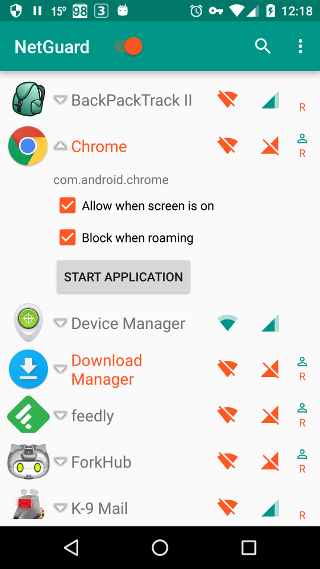 15° 98 3 12:18
NetGuard
BackPackTrack II
R
Chrome
R
com.android.chrome
Allow when screen is on
Block when roaming
START APPLICATION
Device Manager
Download
Manager
R
feedly
R
ForkHub
R
K-9 Mail
R